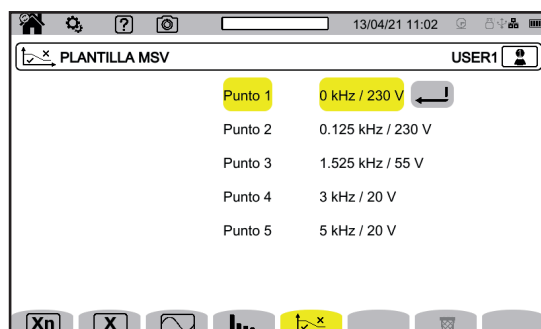 ? 13/04/21 11:02
PLANTILLA MSV USER1
Punto 1 0 kHz / 230 V
Punto 2 0.125 kHz / 230 V
Punto 3 1.525 kHz / 55 V
Punto 4 3 kHz / 20 V
Punto 5 5 kHz / 20 V
Xn X x